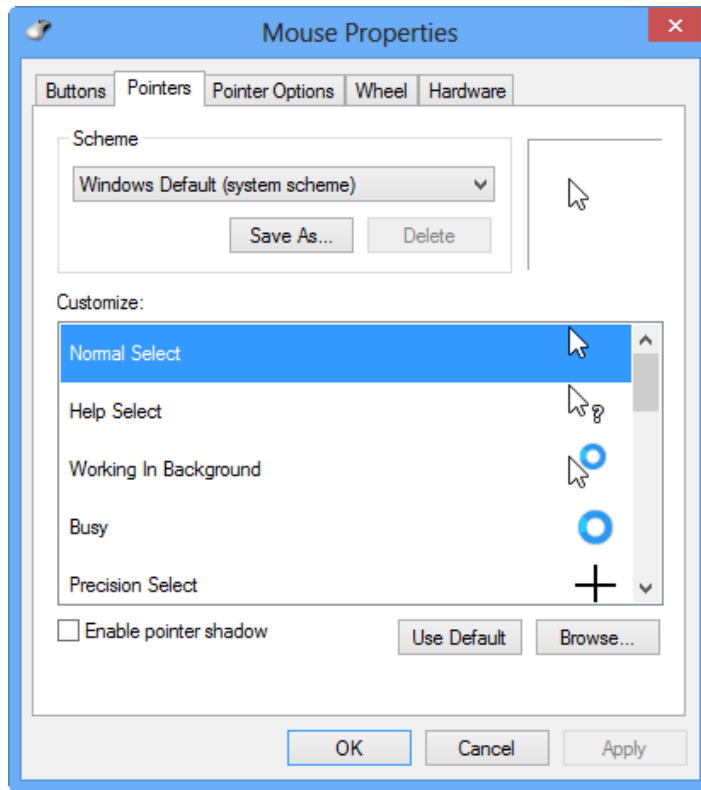 Mouse Properties
Buttons Pointers Pointer Options Wheel Hardware
Scheme
Windows Default (system scheme)
Save As... Delete
Customize:
Normal Select
Help Select
Working In Background
Busy
Precision Select
Enable pointer shadow
Use Default Browse...
OK Cancel Apply